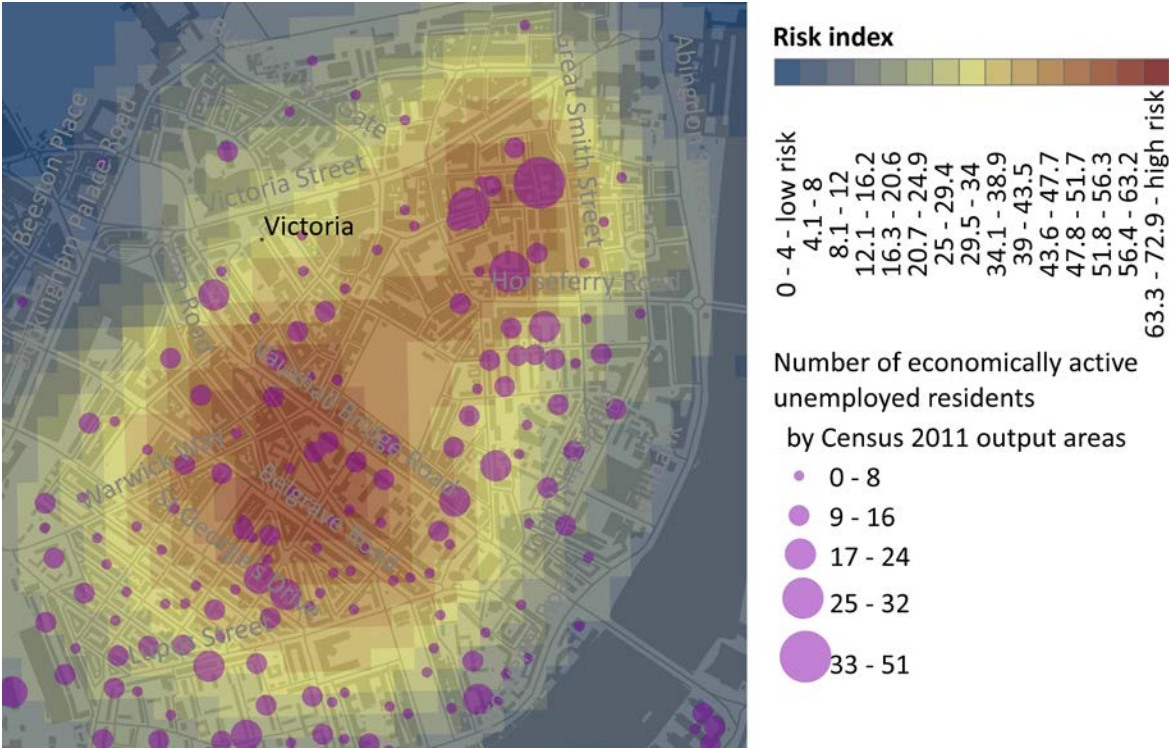 Great Smith Street
Abingdon
Gate
Beeston Place
Kingham Palace Road
Victoria Street
Victoria
Road
Horseferry Road
Vauxhall Bridge Road
Warwick Way
Belgrave Road
St George's Drive
Lupus Street
Risk index
0 - 4 - low risk
4.1 - 8
8.1 - 12
12.1 - 16.2
16.3 - 20.6
20.7 - 24.9
25 - 29.4
29.5 - 34
34.1 - 38.9
39 - 43.5
43.6 - 47.7
47.8 - 51.7
51.8 - 56.3
56.4 - 63.2
63.3 - 72.9 - high risk
Number of economically active
unemployed residents
by Census 2011 output areas
0 - 8
9 - 16
17 - 24
25 - 32
33 - 51